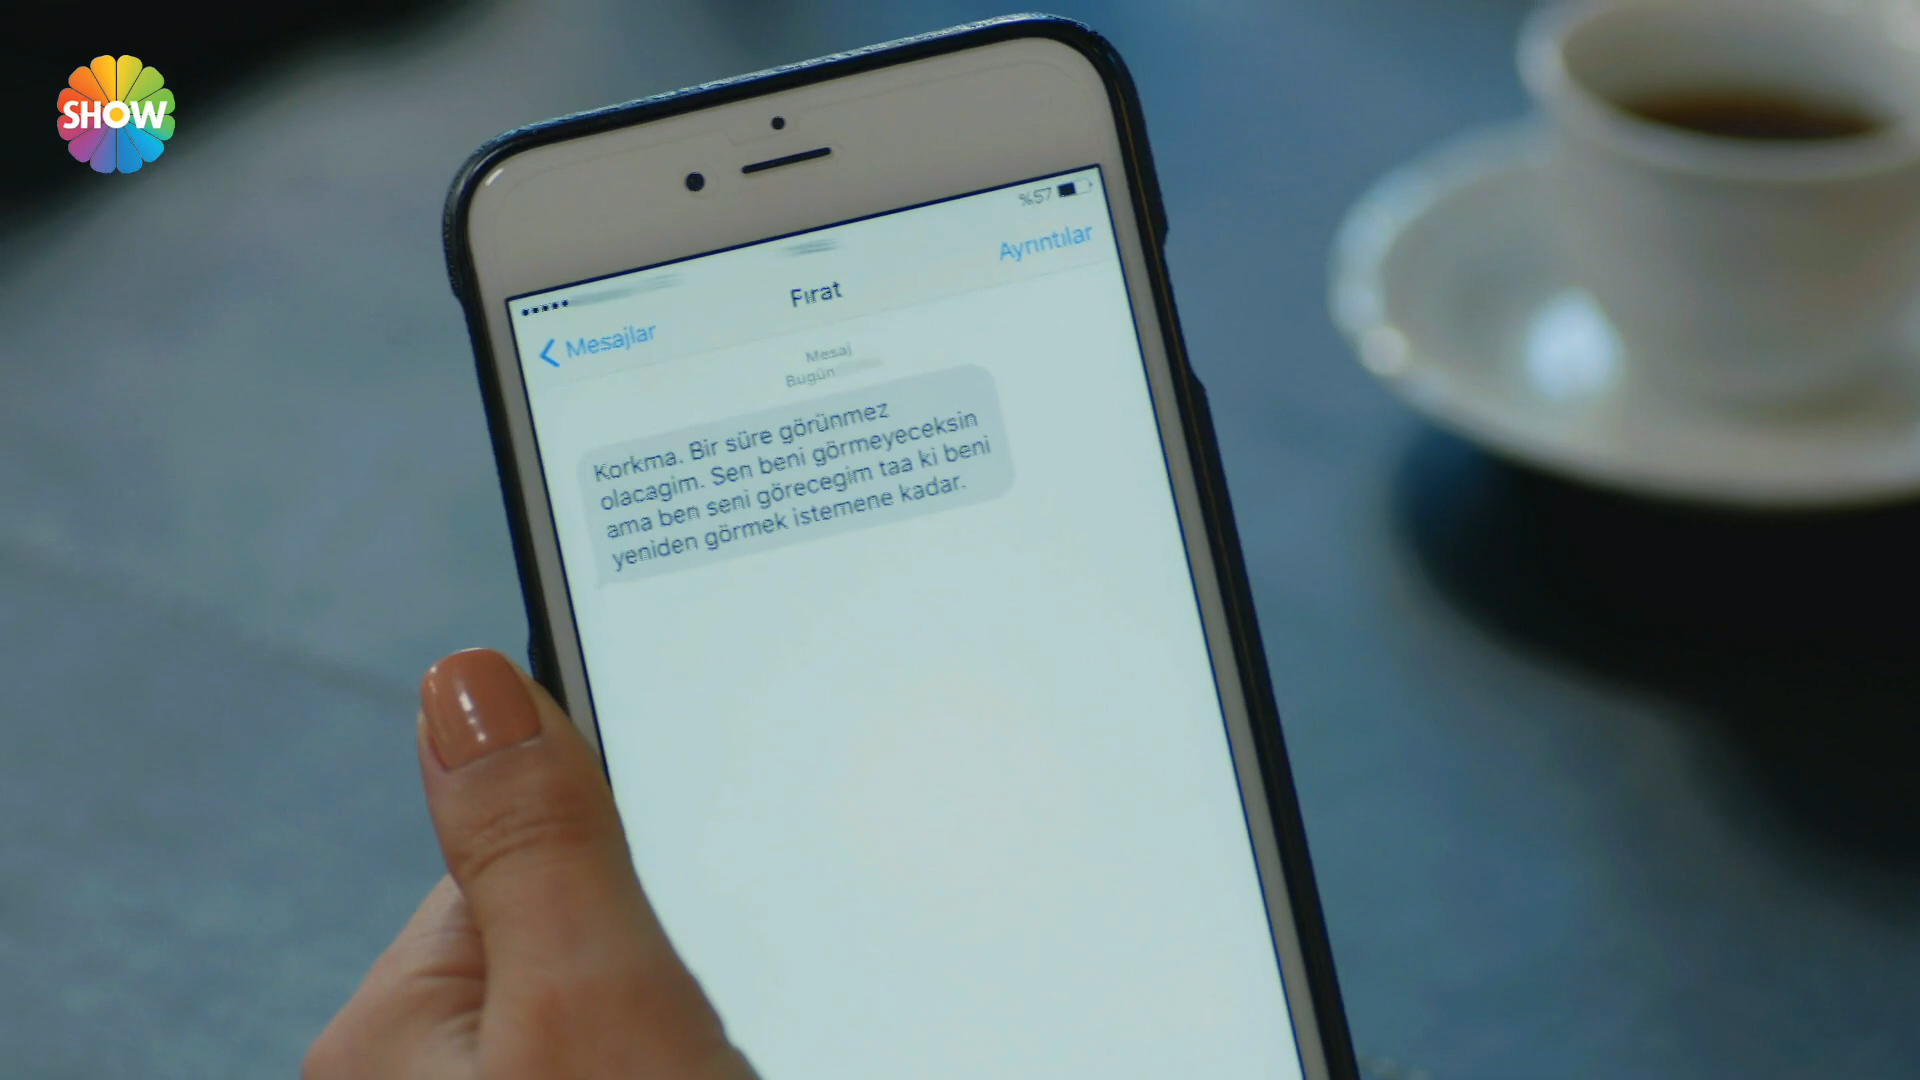 SHOW
%57
Ayrıntılar
Fırat
Mesajlar
Mesaj
Bugün
Korkma. Bir süre görünmez
olacagim. Sen beni görmeyeceksin
ama ben seni görecegim taa ki beni
yeniden görmek istemene kadar.